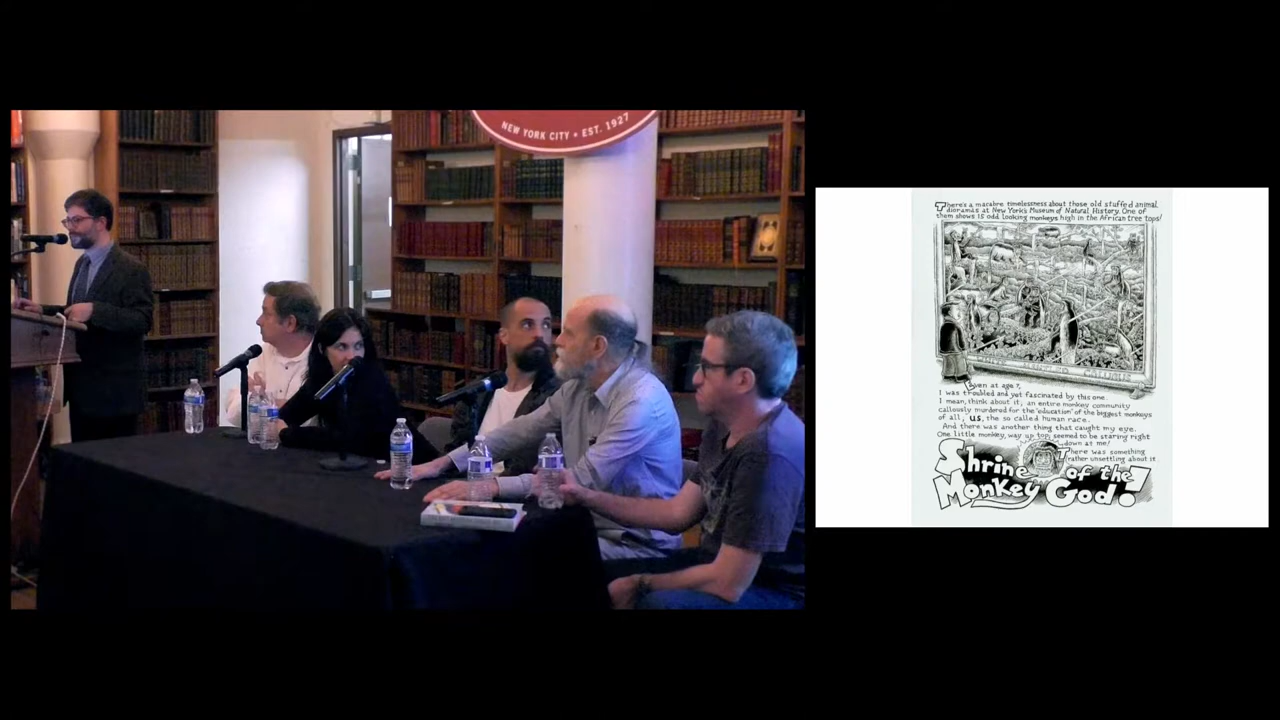 NEW YORK CITY • EST. 1927
There's a macabre timelessness about those old stuffed animal
dioramas at New York's Museum of Natural History. One of
them shows 15 odd looking monkeys high in the African tree tops!
Even at age 7,
I was troubled and yet fascinated by this one.
I mean, think about it; an entire monkey community
callously murdered for the "education" of the biggest monkeys
of all, us, the so called human race.
And there was another thing that caught my eye.
One little monkey, way up top, seemed to be staring right
down at me!
There was something
rather unsettling about it
Shrine of the
Monkey God!